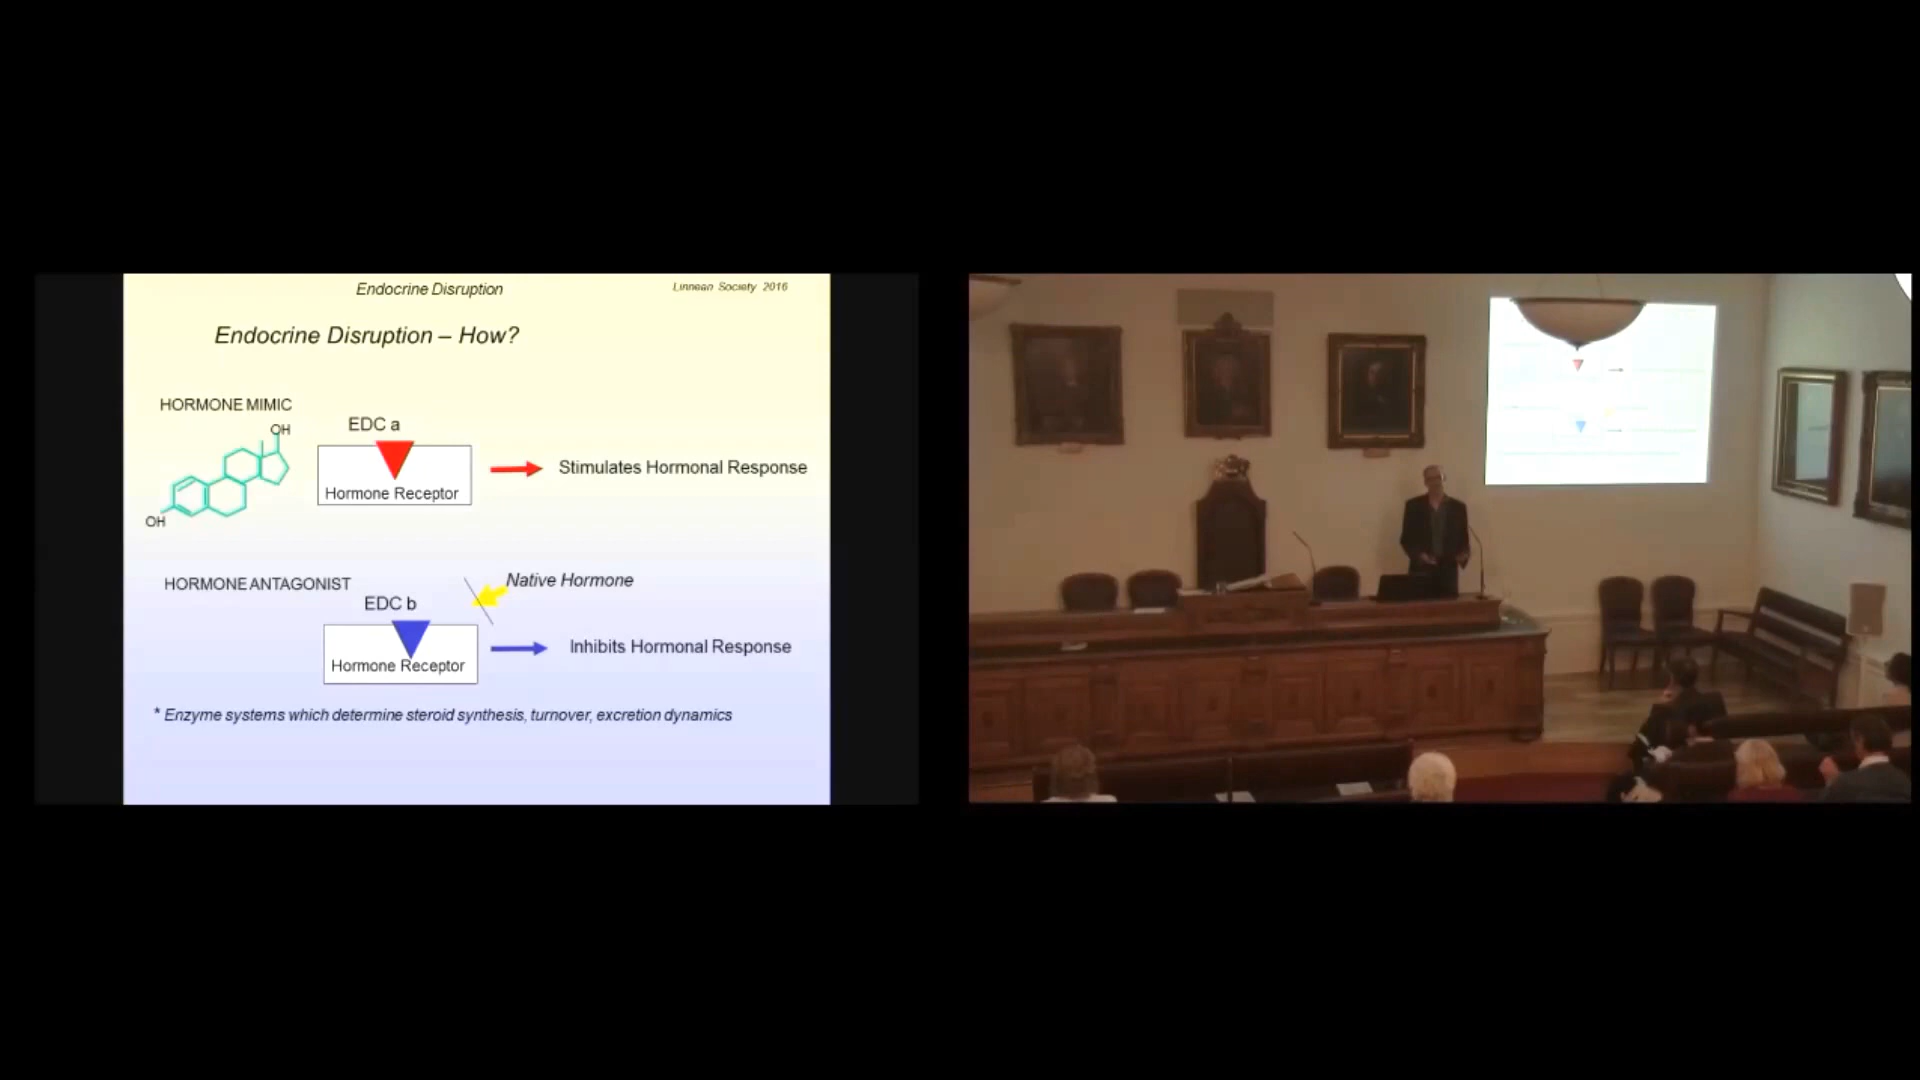 Endocrine Disruption
Linnean Society 2016
Endocrine Disruption – How?
HORMONE MIMIC
OH
OH
EDC a
Hormone Receptor
Stimulates Hormonal Response
HORMONE ANTAGONIST
Native Hormone
EDC b
Hormone Receptor
Inhibits Hormonal Response
* Enzyme systems which determine steroid synthesis, turnover, excretion dynamics